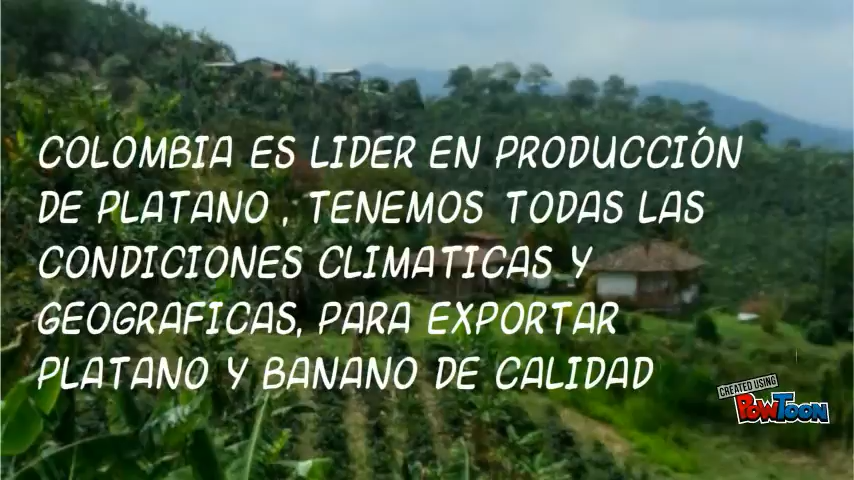 COLOMBIA ES LIDER EN PRODUCCIÓN
DE PLATANO , TENEMOS TODAS LAS
CONDICIONES CLIMATICAS Y
GEOGRAFICAS, PARA EXPORTAR
PLATANO Y BANANO DE CALIDAD
CREATED USING
POWTOON